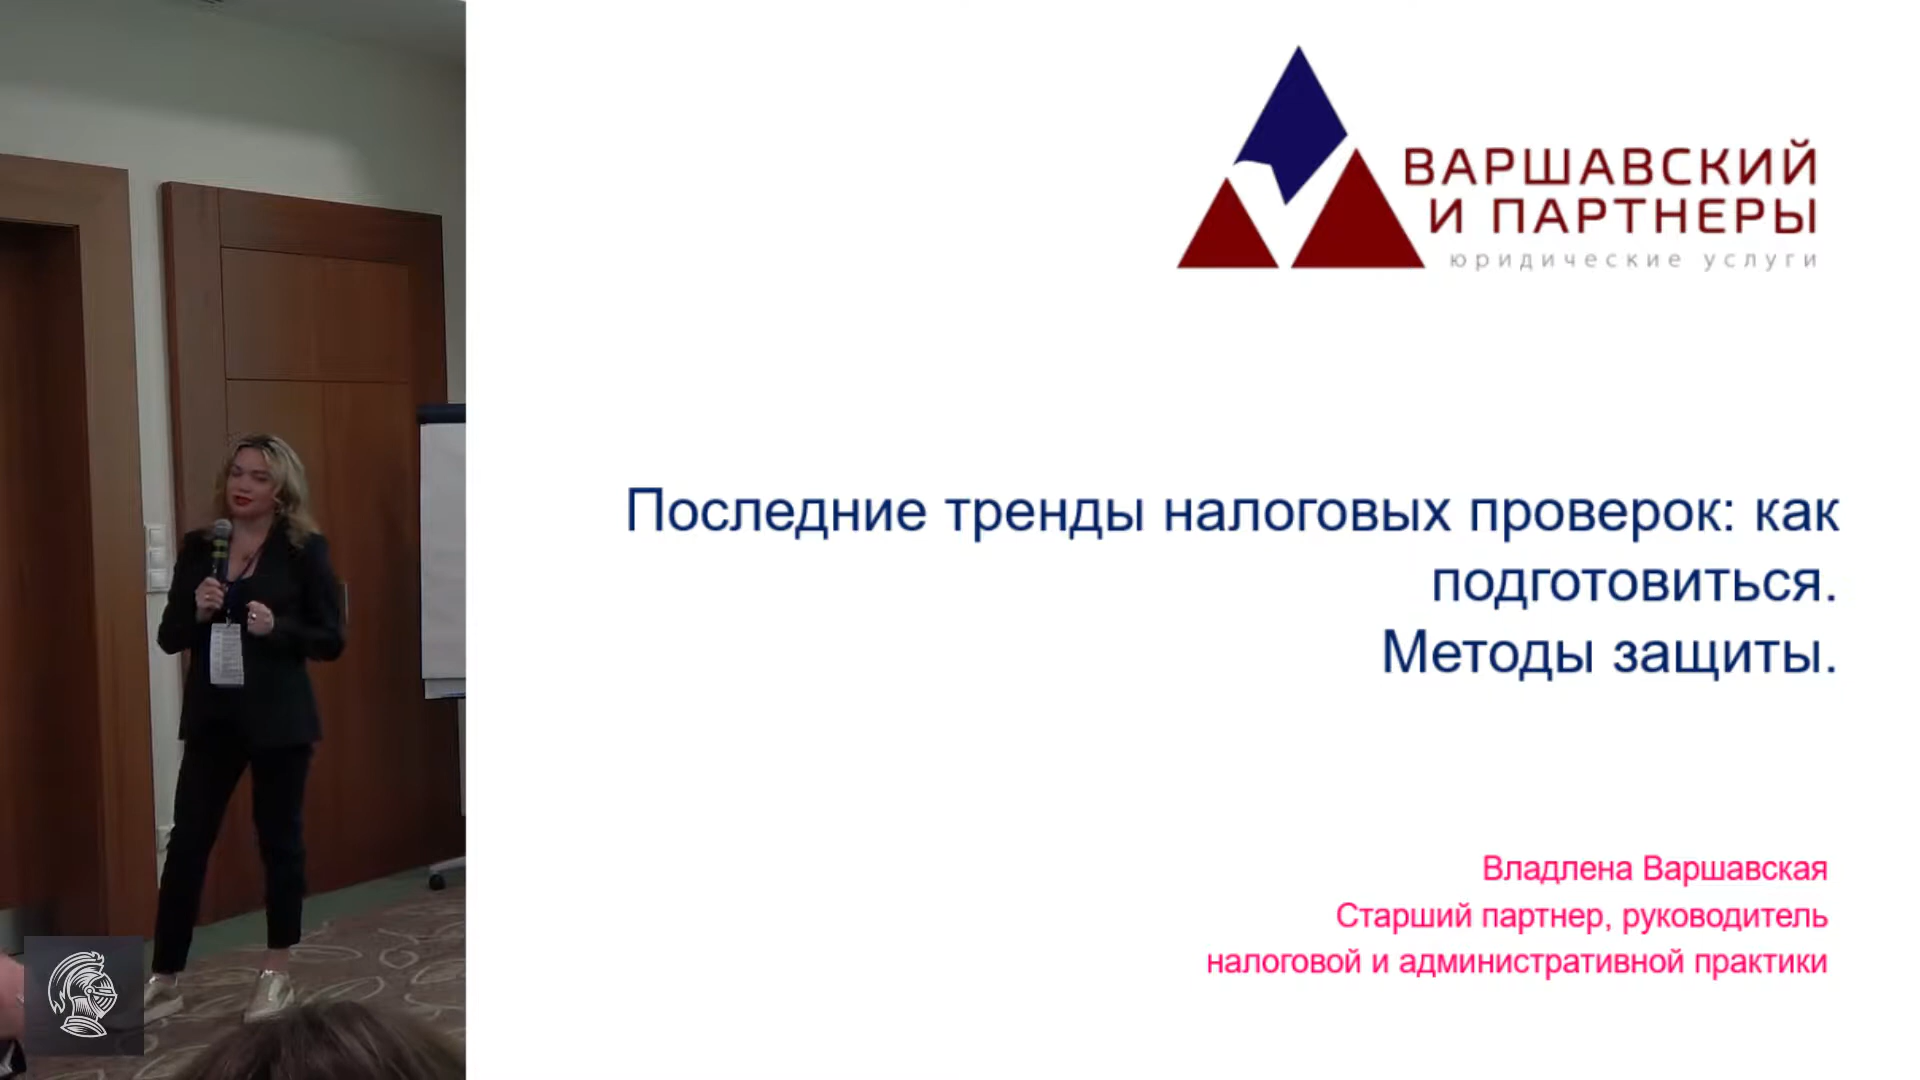 ВАРШАВСКИЙ
И ПАРТНЕРЫ
юридические услуги
Последние тренды налоговых проверок: как
подготовиться.
Методы защиты.
Владлена Варшавская
Старший партнер, руководитель
налоговой и административной практики